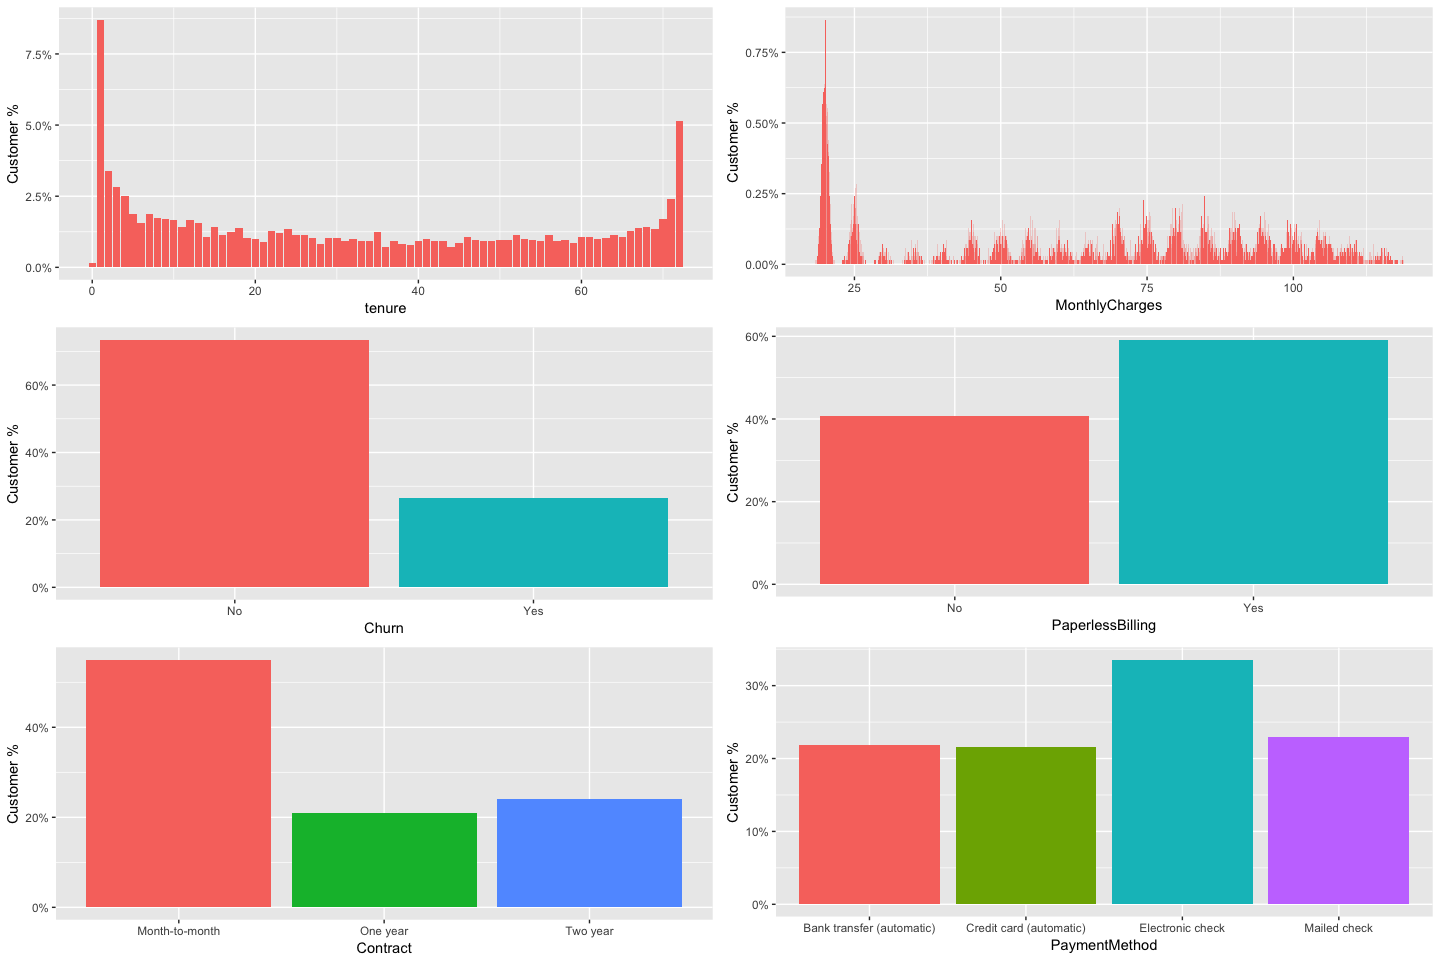 Customer %
7.5%
5.0%
2.5%
0.0%
0 20 40 60
tenure
Customer %
0.75%
0.50%
0.25%
0.00%
25 50 75 100
MonthlyCharges
Customer %
60%
40%
20%
0%
No Yes
Churn
Customer %
60%
40%
20%
0%
No Yes
PaperlessBilling
Customer %
40%
20%
0%
Month-to-month One year Two year
Contract
Customer %
30%
20%
10%
0%
Bank transfer (automatic) Credit card (automatic) Electronic check Mailed check
PaymentMethod